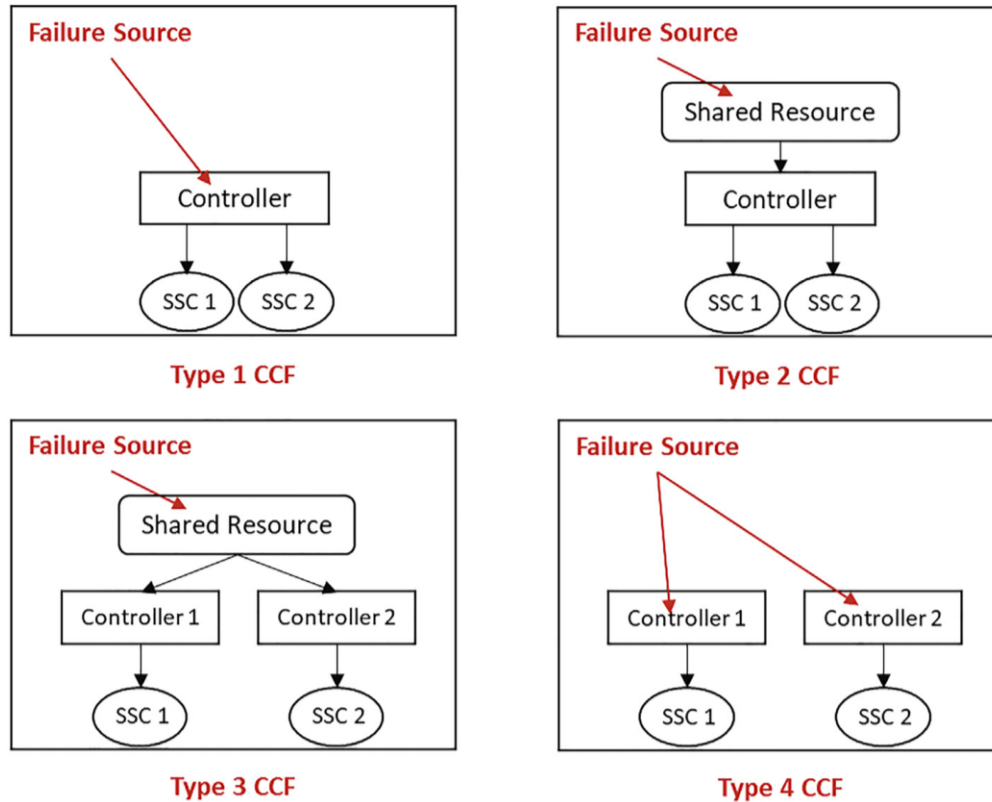 Failure Source
Controller
SSC 1
SSC 2
Type 1 CCF
Failure Source
Shared Resource
Controller
SSC 1
SSC 2
Type 2 CCF
Failure Source
Shared Resource
Controller 1
Controller 2
SSC 1
SSC 2
Type 3 CCF
Failure Source
Controller 1
Controller 2
SSC 1
SSC 2
Type 4 CCF